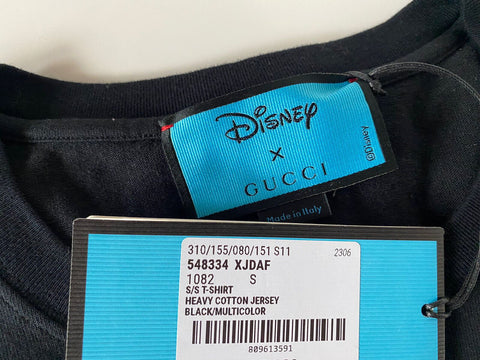 Disney
x
GUCCI
©Disney
Made in Italy
310/155/080/151 S11 2306
548334 XJDAF
1082 S
S/S T-SHIRT
HEAVY COTTON JERSEY
BLACK/MULTICOLOR
809613591